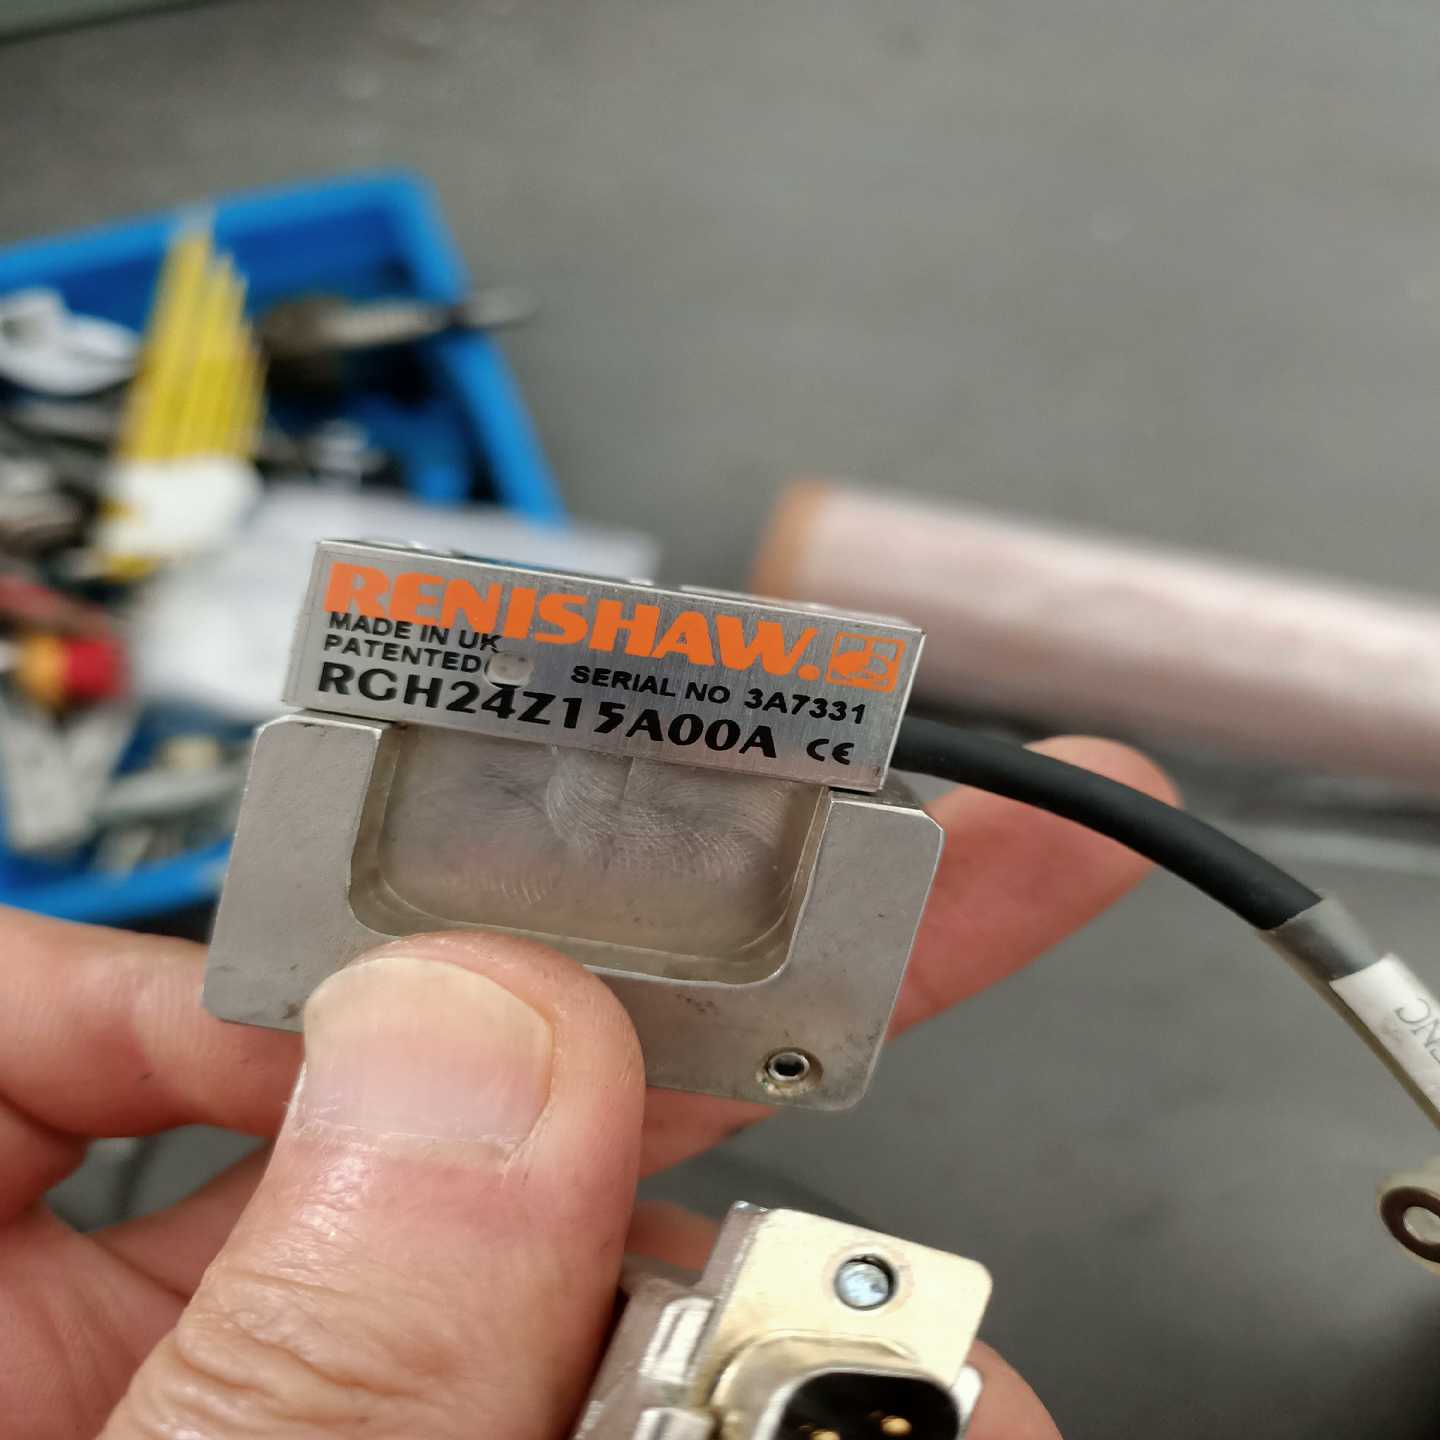 RENISHAW.
MADE IN UK
PATENTED
SERIAL NO 3A7331
RGH24Z15A00A CE